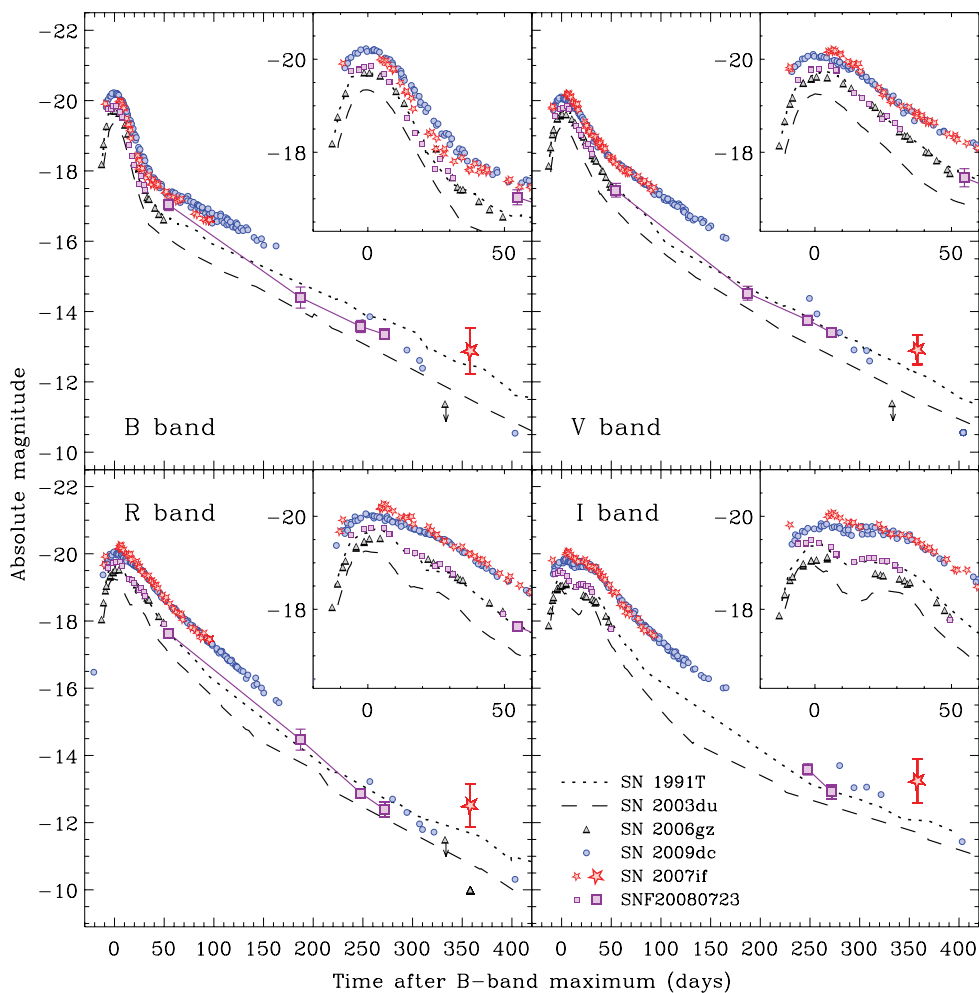 Absolute magnitude
−22
−20
−18
−16
−14
−12
−10
B band
−20
−18
0
50
V band
−20
−18
0
50
−22
−20
−18
−16
−14
−12
−10
R band
−20
−18
0
50
I band
−20
−18
0
50
SN 1991T
SN 2003du
SN 2006gz
SN 2009dc
SN 2007if
SNF20080723
0 50 100 150 200 250 300 350 400
0 50 100 150 200 250 300 350 400
Time after B−band maximum (days)